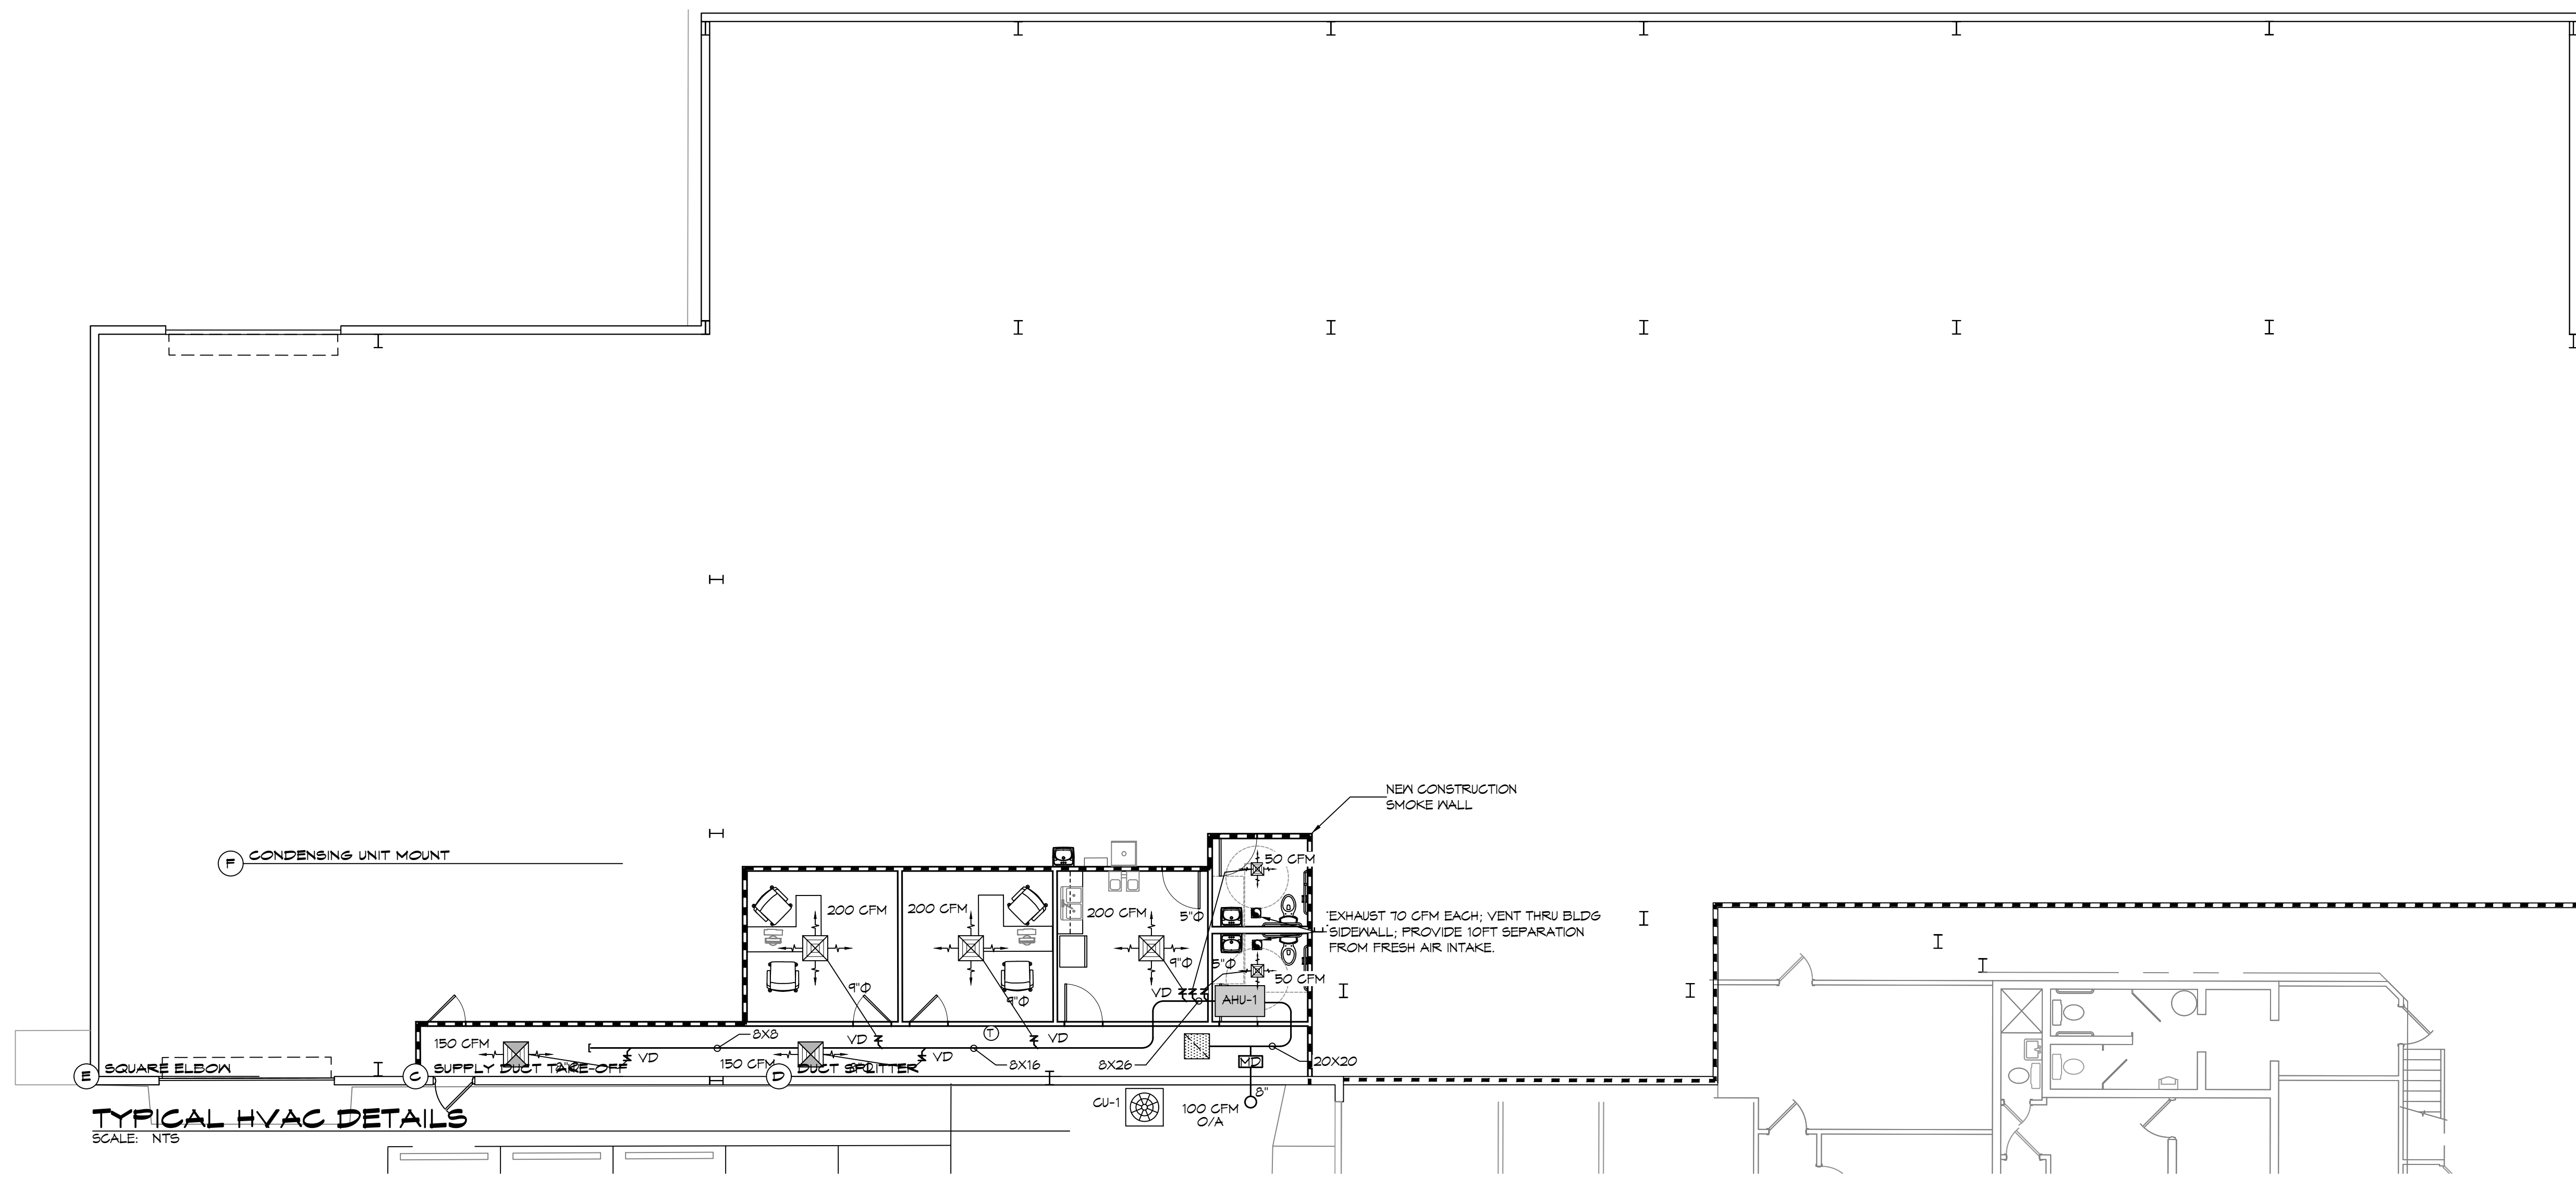 NEW CONSTRUCTION
SMOKE WALL
F CONDENSING UNIT MOUNT
50 CFM
200 CFM
200 CFM
200 CFM
5"Ø
EXHAUST 70 CFM EACH; VENT THRU BLDG
SIDEWALL; PROVIDE 10FT SEPARATION
FROM FRESH AIR INTAKE.
9"Ø
5"Ø
50 CFM
9"Ø
9"Ø
VD
AHU-1
8X8
T
150 CFM
VD
VD
VD
VD
150 CFM
8X16
8X26
MD
20X20
E SQUARE ELBOW
C SUPPLY DUCT TAKE-OFF
D DUCT SPLITTER
8"
CU-1
100 CFM
O/A
TYPICAL HVAC DETAILS
SCALE: NTS